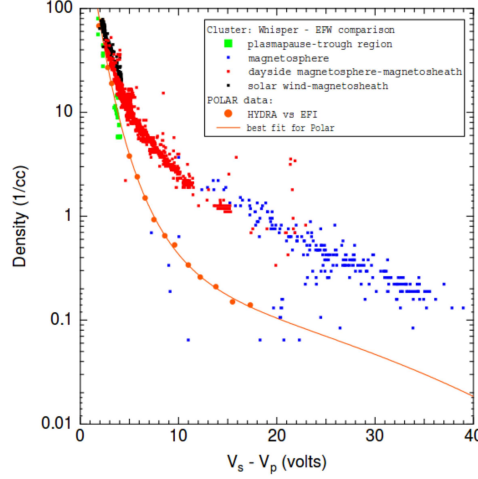 Cluster: Whisper - EFW comparison
plasmapause-trough region
magnetosphere
dayside magnetosphere-magnetosheath
solar wind-magnetosheath
POLAR data:
HYDRA vs EFI
best fit for Polar
Density (1/cc)
100
10
1
0.1
0.01
0
10
20
30
40
Vs - Vp (volts)